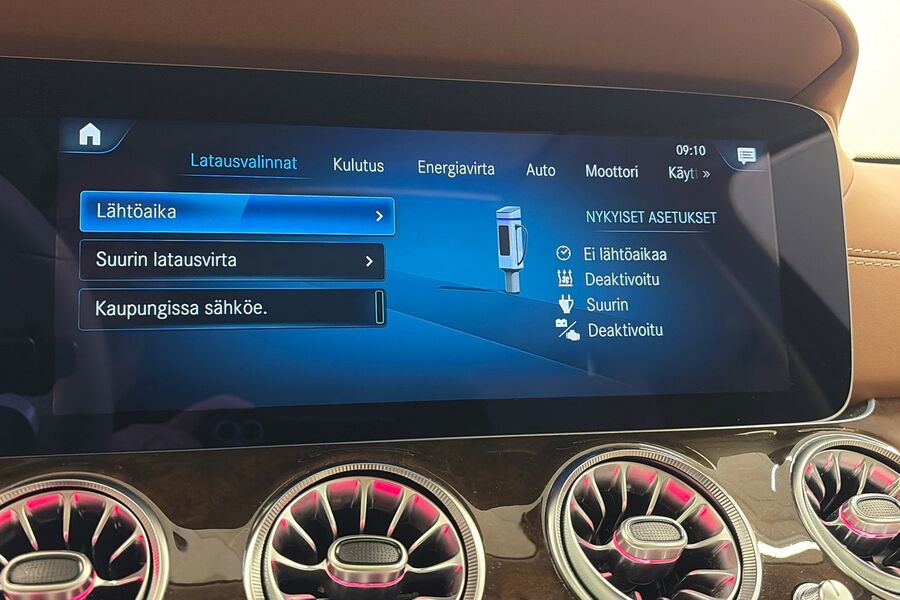 09:10
Latausvalinnat Kulutus Energiavirta Auto Moottori Käyt »
Lähtöaika
Suurin latausvirta
Kaupungissa sähköe.
NYKYISET ASETUKSET
Ei lähtöaikaa
Deaktivoitu
Suurin
Deaktivoitu